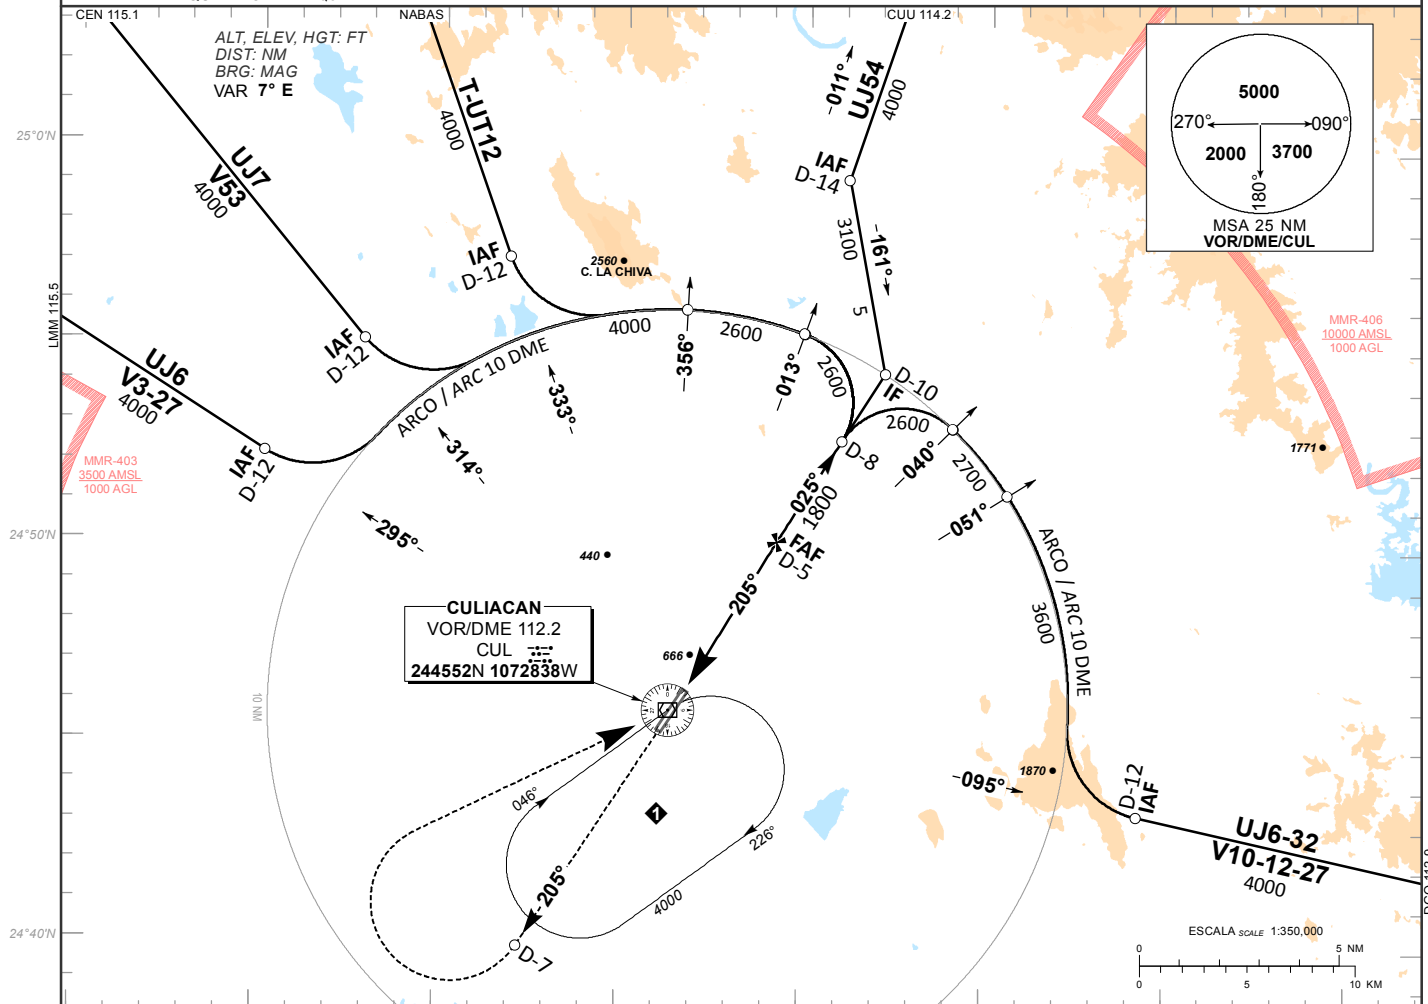 CEN 115.1
NABAS
CUU 114.2
ALT, ELEV, HGT: FT
DIST: NM
BRG: MAG
VAR 7° E
25°0'N
24°50'N
24°40'N
LMM 115.5
UJ7
V53
4000
T-UT12
4000
011°
UJ54
4000
IAF
D-14
3100
161°
5
5000
270°
090°
2000
3700
180°
MSA 25 NM
VOR/DME/CUL
IAF
D-12
2560
C. LA CHIVA
IAF
D-12
UJ6
V3-27
4000
IAF
D-12
MMR-403
3500 AMSL
1000 AGL
MMR-406
10000 AMSL
1000 AGL
ARCO / ARC 10 DME
4000
2600
356°
013°
2600
333°
314°
295°
D-10
IF
2600
D-8
040°
2700
051°
1771
025°
1800
FAF
D-5
205°
440
666
ARCO / ARC 10 DME
3600
CULIACAN
VOR/DME 112.2
CUL
244552N 1072838W
10 NM
1870
095°
D-12
IAF
UJ6-32
V10-12-27
4000
046°
1
226°
4000
205°
D-7
ESCALA SCALE 1:350,000
0
5 NM
0
5
10 KM